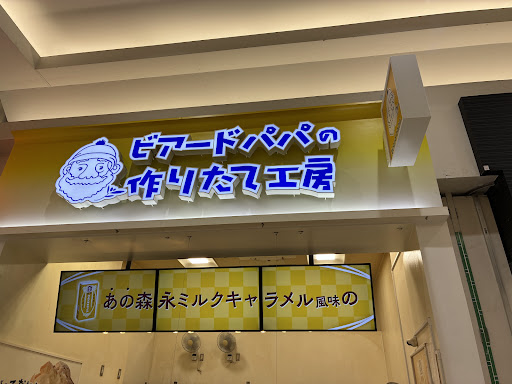 ビアードパパの
作りたて工房
あの森永ミルクキャラメル風味の